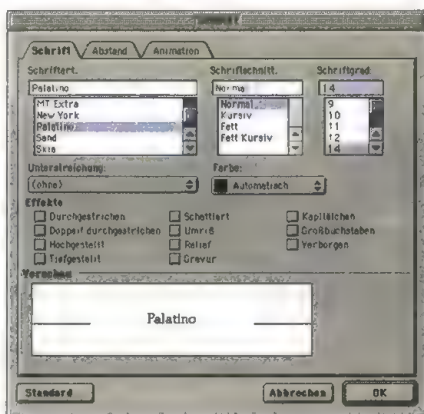 Schrift Abstand Animation
Schriftart: Schriftschnitt: Schriftgrad:
Palatino Normal 14
MT Extra Normal 9
New York Kursiv 10
Palatino Fett 11
Sand Fett Kursiv 12
Skia 14
Unterstreichung: Farbe:
(ohne) Automatisch
Effekte
Durchgestrichen Schattiert Kapitälchen
Doppelt durchgestrichen Umriß Großbuchstaben
Hochgestellt Relief Verborgen
Tiefgestellt Gravur
Vorschau
Palatino
Standard Abbrechen OK